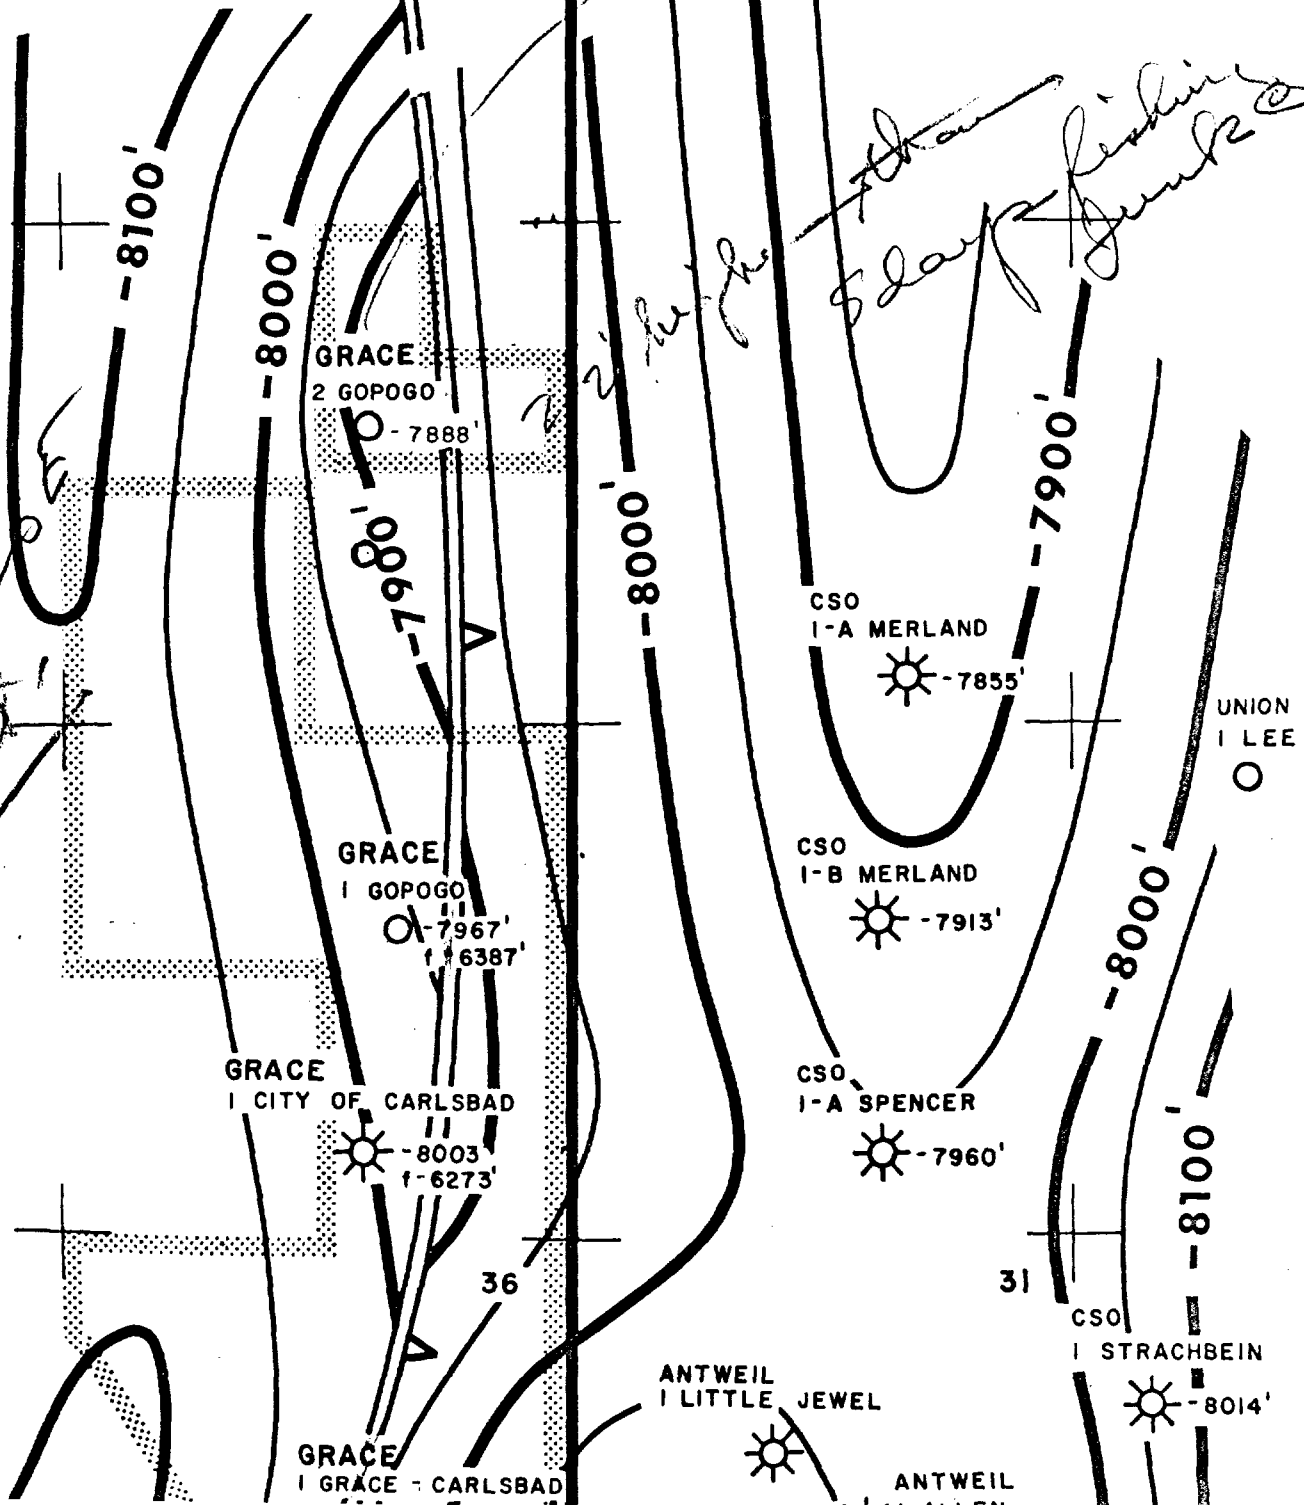 -8100'
-8000'
GRACE
2 GOPOGO
-7888'
-7900'
-8000'
-7900'
CSO
1-A MERLAND
-7855'
UNION
1 LEE
GRACE
1 GOPOGO
-7967'
f-6387'
CSO
1-B MERLAND
-7913'
-8000'
GRACE
1 CITY OF CARLSBAD
-8003'
f-6273'
CSO
1-A SPENCER
-7960'
-8100'
36
31
CSO
1 STRACHBEIN
-8014'
ANTWEIL
1 LITTLE JEWEL
GRACE
1 GRACE - CARLSBAD
ANTWEIL